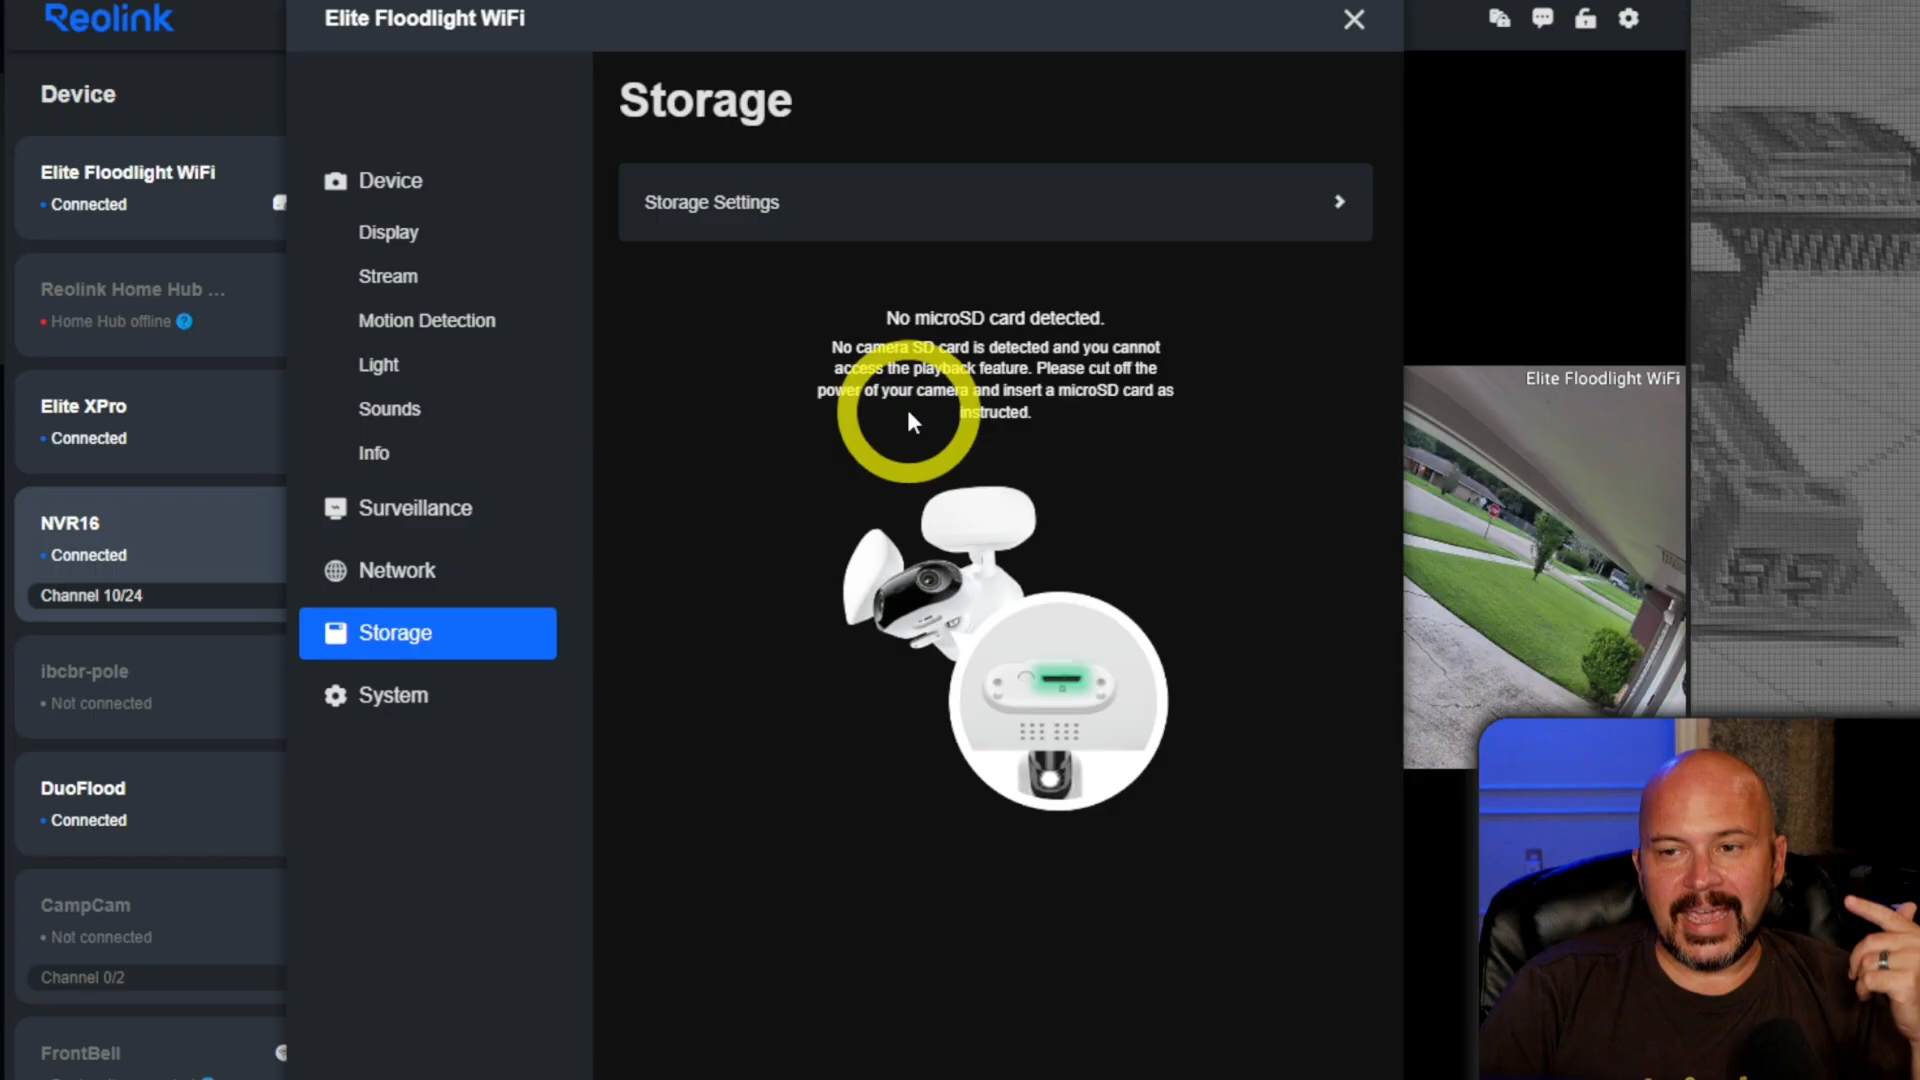 Reolink
Elite Floodlight WiFi
Device
Elite Floodlight WiFi
Connected
Reolink Home Hub ...
Home Hub offline ?
Elite XPro
Connected
NVR16
Connected
Channel 10/24
ibcbr-pole
Not connected
DuoFlood
Connected
CampCam
Not connected
Channel 0/2
FrontBell
Device
Display
Stream
Motion Detection
Light
Sounds
Info
Surveillance
Network
Storage
System
Storage
Storage Settings
No microSD card detected.
No camera SD card is detected and you cannot
access the playback feature. Please cut off the
power of your camera and insert a microSD card as
instructed.
Elite Floodlight WiFi